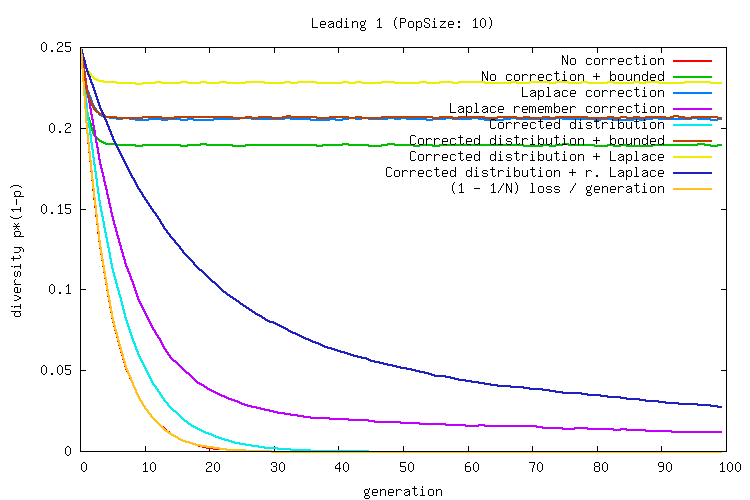 Leading 1 (PopSize: 10)
0.25
0.2
0.15
0.1
0.05
0
diversity p*(1-p)
No correction
No correction + bounded
Laplace correction
Laplace remember correction
Corrected distribution
Corrected distribution + bounded
Corrected distribution + Laplace
Corrected distribution + r. Laplace
(1 - 1/N) loss / generation
0 10 20 30 40 50 60 70 80 90 100
generation